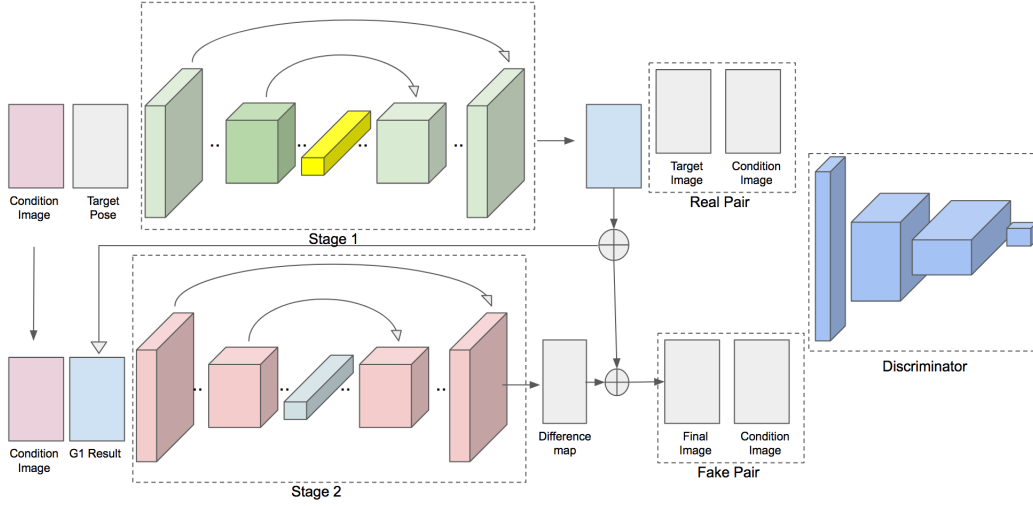 Condition
Image
Target
Pose
Stage 1
Target
Image
Condition
Image
Real Pair
Discriminator
Condition
Image
G1 Result
Stage 2
Difference
map
Final
Image
Condition
Image
Fake Pair